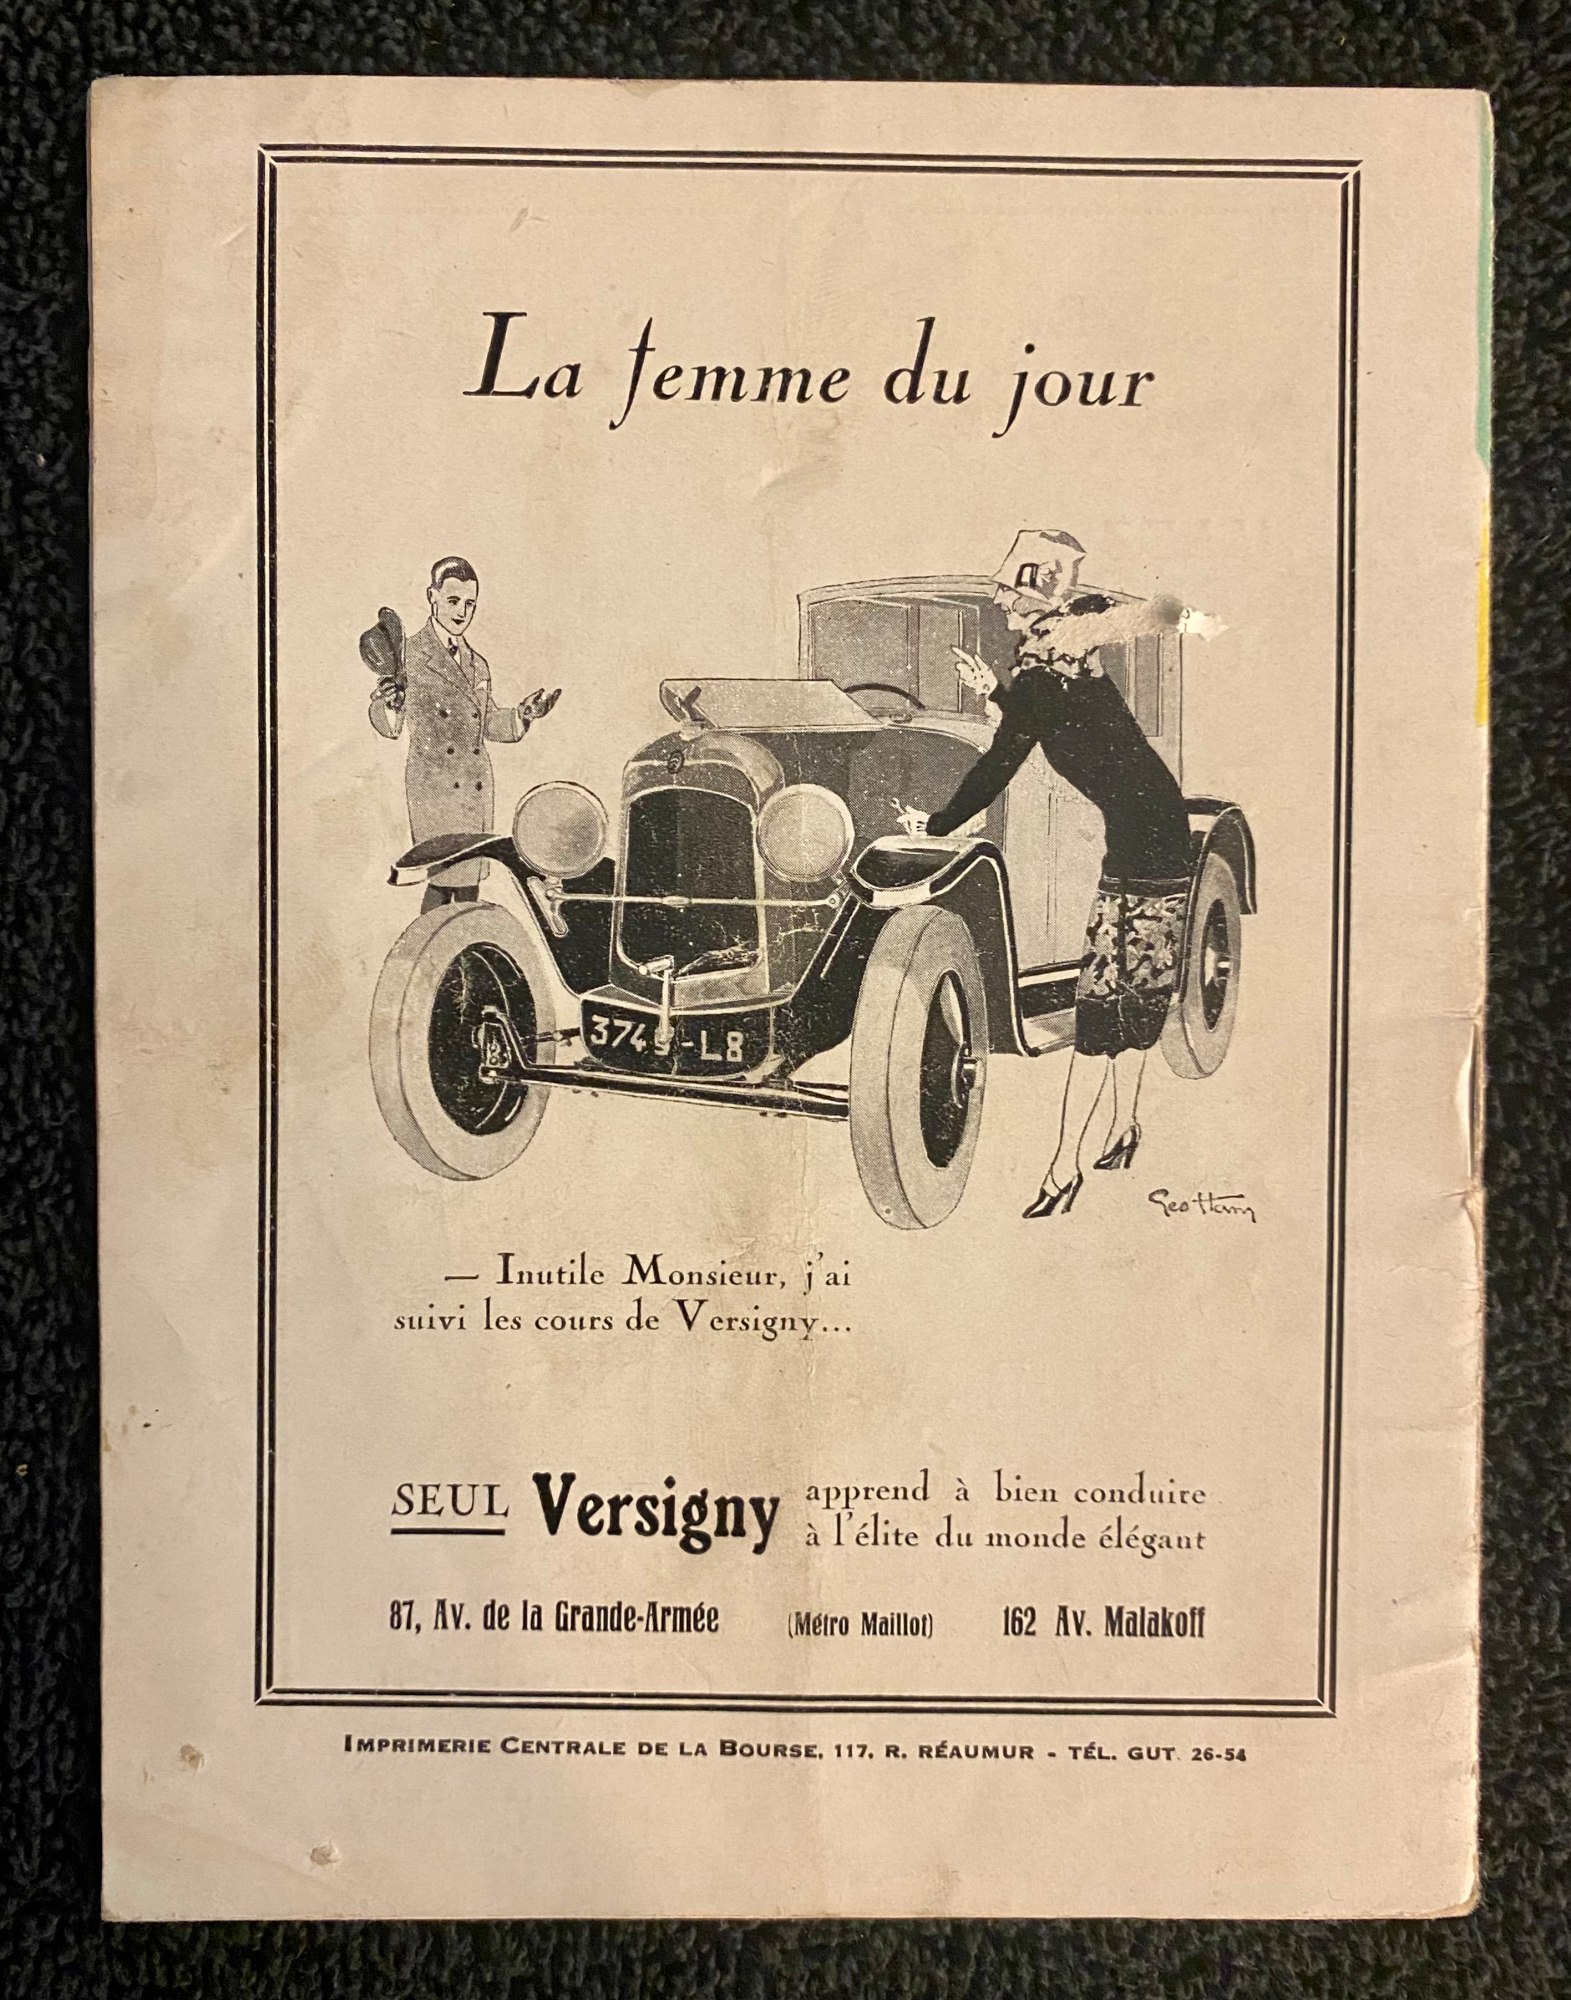 La femme du jour
3749-L8
Geo Ham
— Inutile Monsieur, j'ai
suivi les cours de Versigny...
SEUL Versigny apprend à bien conduire
à l'élite du monde élégant
87, Av. de la Grande-Armée (Métro Maillot) 162 Av. Malakoff
IMPRIMERIE CENTRALE DE LA BOURSE, 117, R. RÉAUMUR - TÉL. GUT. 26-54